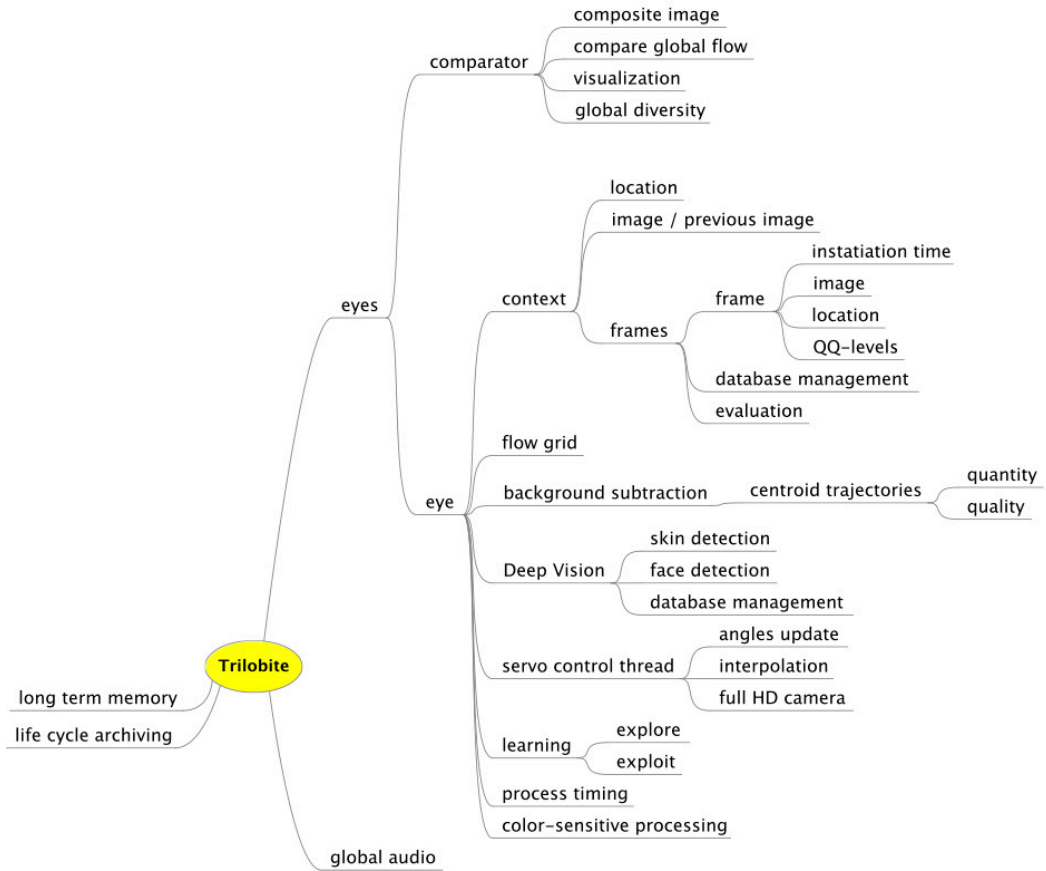 composite image
compare global flow
comparator
visualization
global diversity
location
image / previous image
instatiation time
image
context
frame
eyes
location
frames
QQ-levels
database management
evaluation
flow grid
quantity
background subtraction
centroid trajectories
eye
quality
skin detection
Deep Vision
face detection
database management
angles update
Trilobite
servo control thread
interpolation
long term memory
full HD camera
life cycle archiving
explore
learning
exploit
process timing
color-sensitive processing
global audio